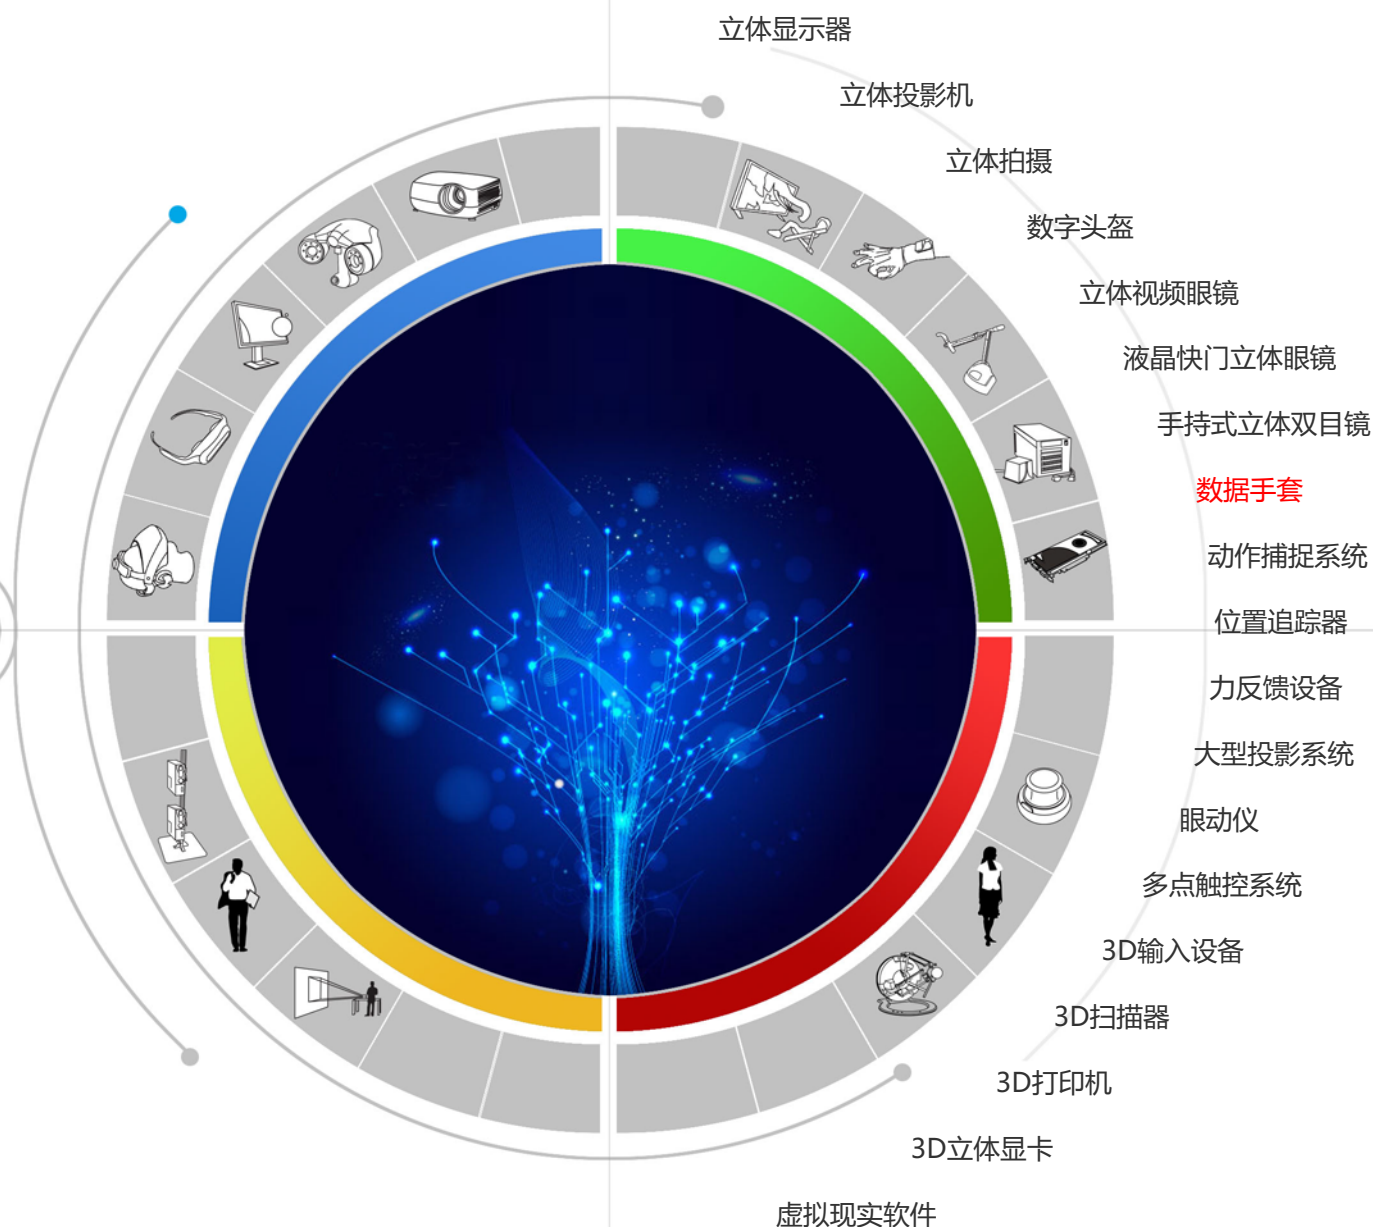 立体显示器
立体投影机
立体拍摄
数字头盔
立体视频眼镜
液晶快门立体眼镜
手持式立体双目镜
数据手套
动作捕捉系统
位置追踪器
力反馈设备
大型投影系统
眼动仪
多点触控系统
3D输入设备
3D扫描器
3D打印机
3D立体显卡
虚拟现实软件